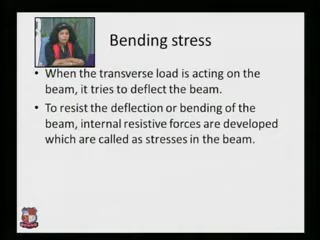 Bending stress
• When the transverse load is acting on the
beam, it tries to deflect the beam.
• To resist the deflection or bending of the
beam, internal resistive forces are developed
which are called as stresses in the beam.